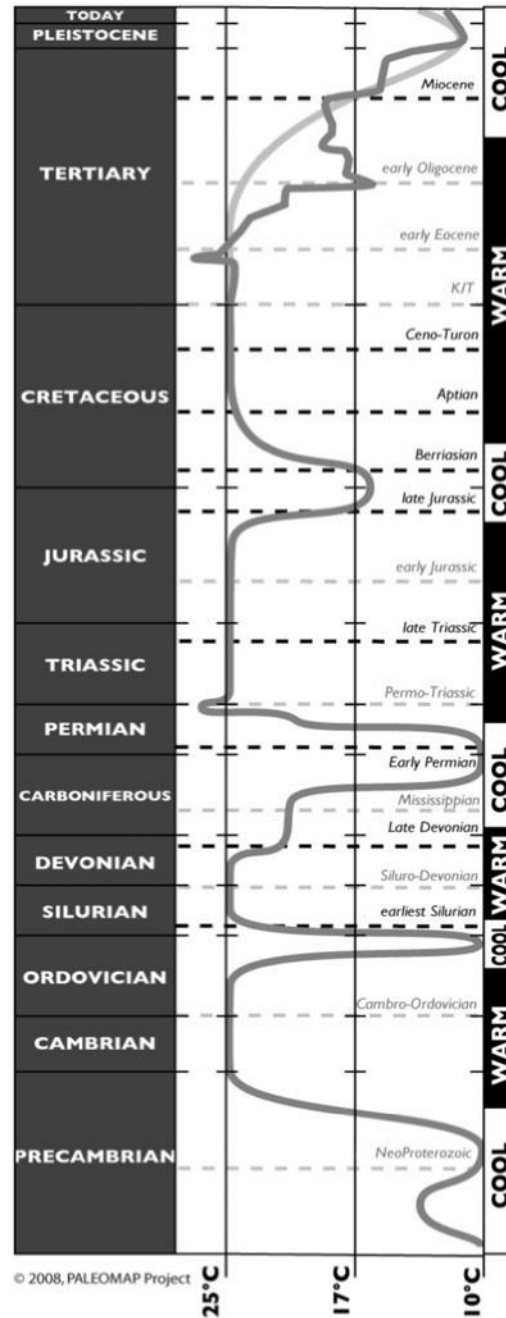 TODAY
PLEISTOCENE
COOL
Miocene
TERTIARY
early Oligocene
early Eocene
WARM
K/T
Ceno-Turon
CRETACEOUS
Aptian
Berriasian
COOL
late Jurassic
JURASSIC
early Jurassic
WARM
late Triassic
TRIASSIC
Permo-Triassic
PERMIAN
Early Permian
COOL
CARBONIFEROUS
Mississippian
Late Devonian
DEVONIAN
WARM
Siluro-Devonian
SILURIAN
earliest Silurian
COOL
ORDOVICIAN
Cambro-Ordovician
WARM
CAMBRIAN
PRECAMBRIAN
NeoProterozoic
COOL
© 2008, PALEOMAP Project
25°C
17°C
10°C